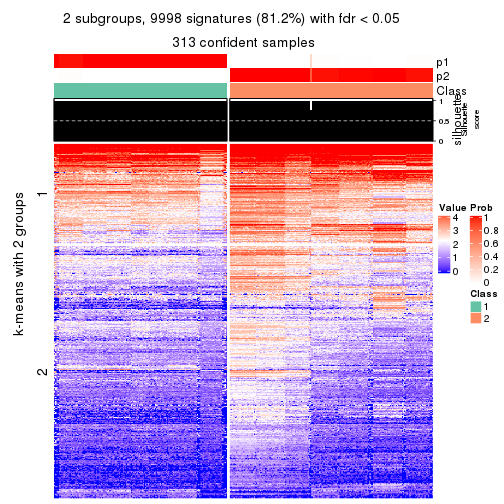 2 subgroups, 9998 signatures (81.2%) with fdr < 0.05
313 confident samples
p1
p2
Class
1
0.5
0
silhouette
Silhouette
score
k-means with 2 groups
1
2
Value
4
3
2
1
0
Prob
1
0.8
0.6
0.4
0.2
0
Class
1
2